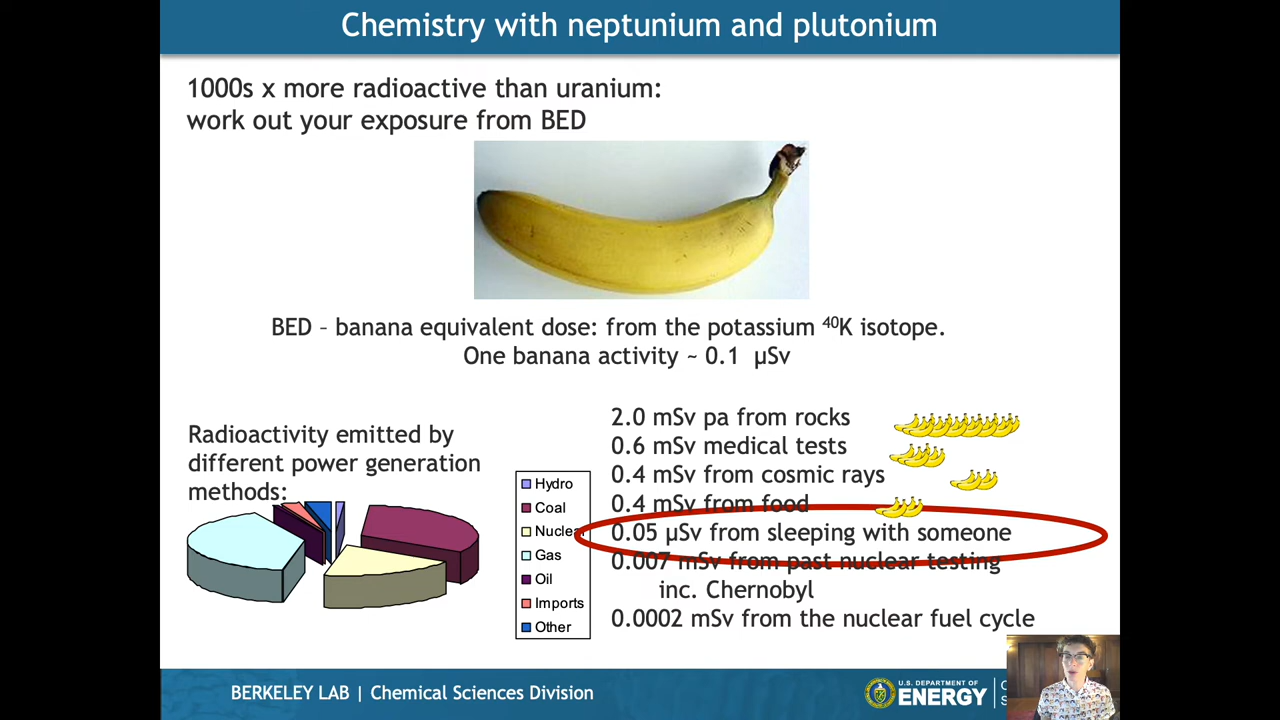 Chemistry with neptunium and plutonium
1000s x more radioactive than uranium:
work out your exposure from BED
BED – banana equivalent dose: from the potassium ⁴⁰K isotope.
One banana activity ~ 0.1 µSv
Radioactivity emitted by
different power generation
methods:
Hydro
Coal
Nuclear
Gas
Oil
Imports
Other
2.0 mSv pa from rocks
0.6 mSv medical tests
0.4 mSv from cosmic rays
0.4 mSv from food
0.05 µSv from sleeping with someone
0.007 mSv from past nuclear testing
inc. Chernobyl
0.0002 mSv from the nuclear fuel cycle
BERKELEY LAB | Chemical Sciences Division
U.S. DEPARTMENT OF
ENERGY